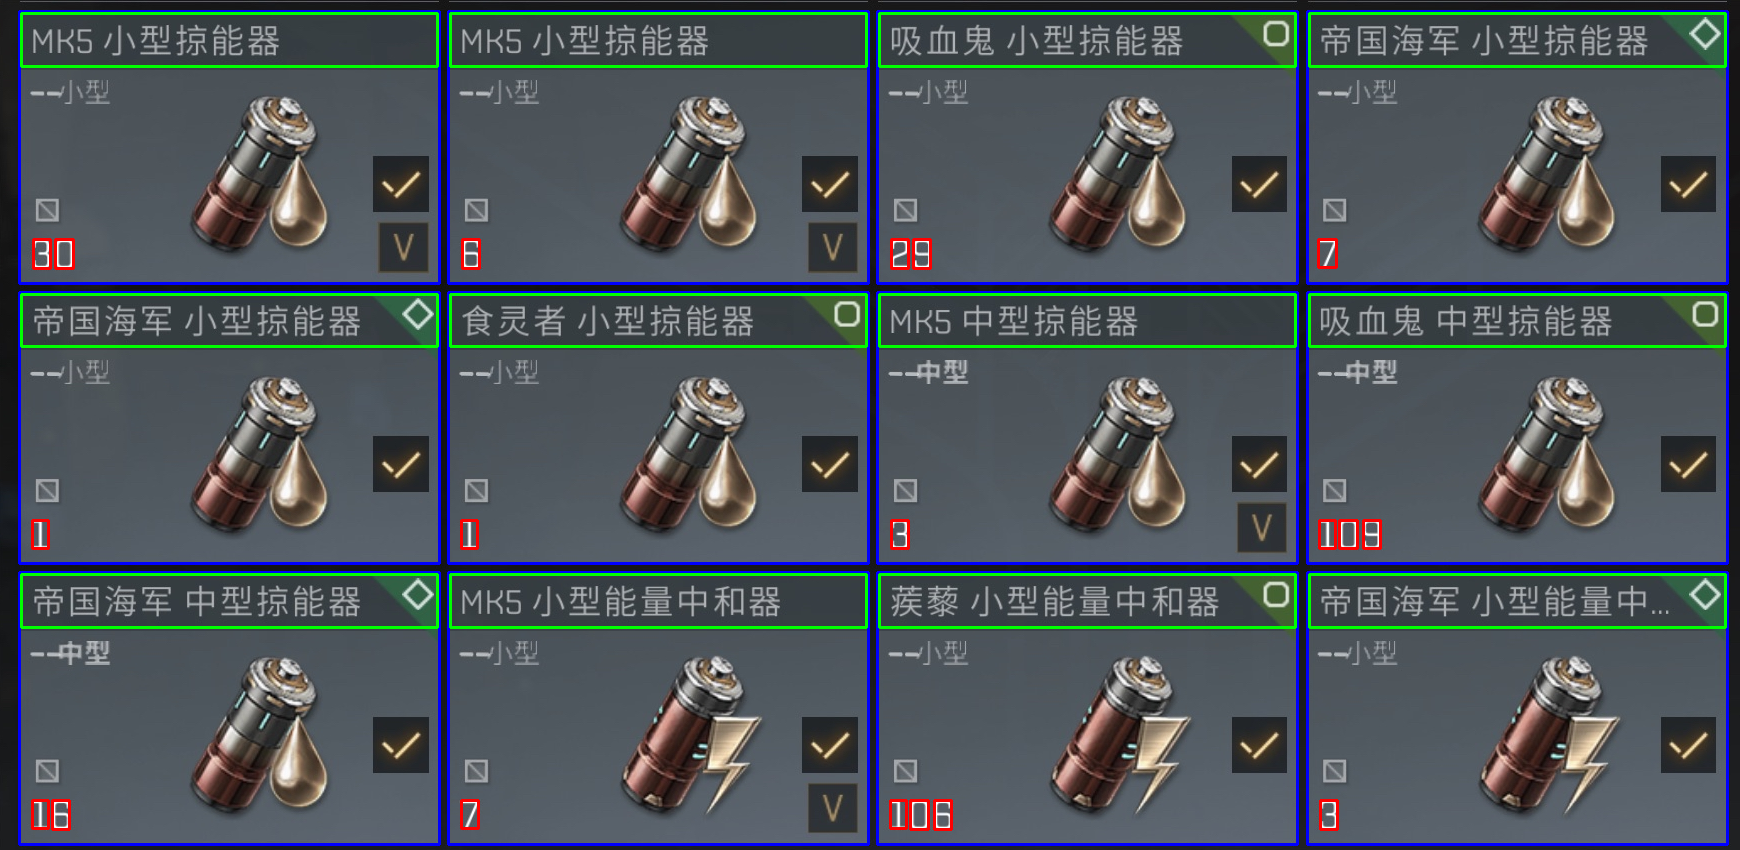 MK5 小型掠能器
小型
30
V
MK5 小型掠能器
小型
6
V
吸血鬼 小型掠能器
小型
29
帝国海军 小型掠能器
小型
7
帝国海军 小型掠能器
小型
1
食灵者 小型掠能器
小型
1
MK5 中型掠能器
中型
3
V
吸血鬼 中型掠能器
中型
109
帝国海军 中型掠能器
中型
16
MK5 小型能量中和器
小型
7
V
蒺藜 小型能量中和器
小型
106
帝国海军 小型能量中...
小型
3